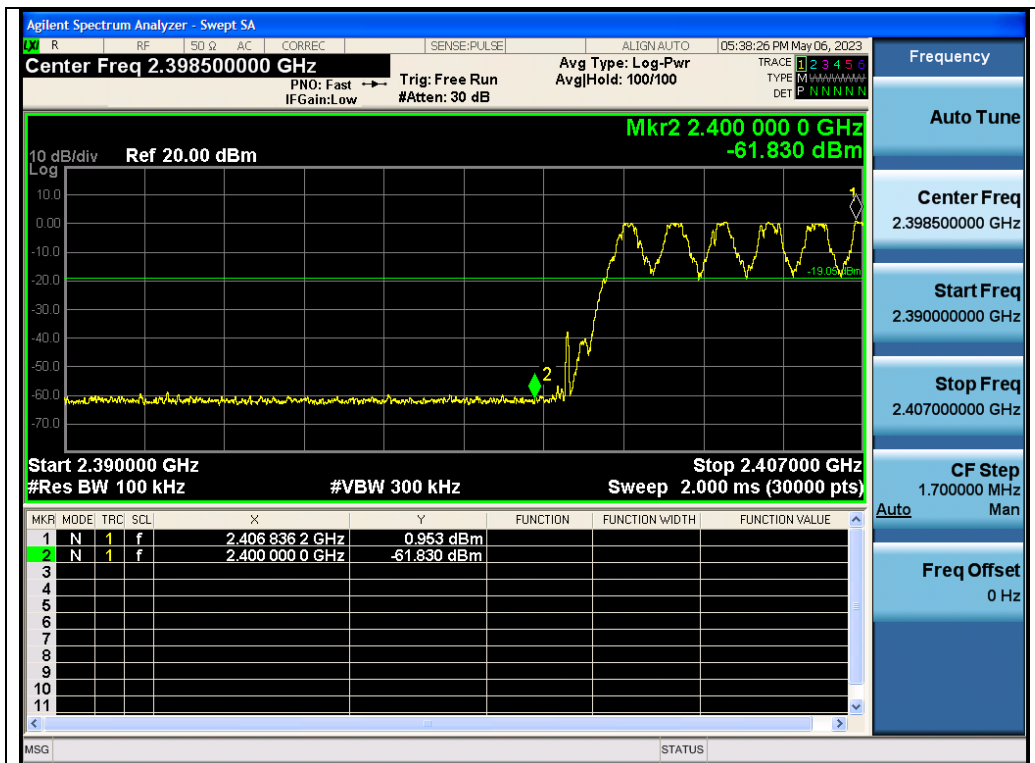 Agilent Spectrum Analyzer - Swept SA
LXI R RF 50 Ω AC CORREC SENSE:PULSE ALIGN AUTO 05:38:26 PM May 06, 2023
Center Freq 2.398500000 GHz
PNO: Fast
IFGain:Low
Trig: Free Run
#Atten: 30 dB
Avg Type: Log-Pwr
Avg|Hold: 100/100
TRACE 1 2 3 4 5 6
TYPE M
DET P N N N N N
Mkr2 2.400 000 0 GHz
-61.830 dBm
10 dB/div Ref 20.00 dBm
Log
10.0
0.00
-10.0
-20.0
-30.0
-40.0
-50.0
-60.0
-70.0
1
-19.05 dBm
2
Start 2.390000 GHz Stop 2.407000 GHz
#Res BW 100 kHz #VBW 300 kHz Sweep 2.000 ms (30000 pts)
MKR MODE TRC SCL X Y FUNCTION FUNCTION WIDTH FUNCTION VALUE
1 N 1 f 2.406 836 2 GHz 0.953 dBm
2 N 1 f 2.400 000 0 GHz -61.830 dBm
3
4
5
6
7
8
9
10
11
MSG STATUS
Frequency
Auto Tune
Center Freq
2.398500000 GHz
Start Freq
2.390000000 GHz
Stop Freq
2.407000000 GHz
CF Step
1.700000 MHz
Auto Man
Freq Offset
0 Hz